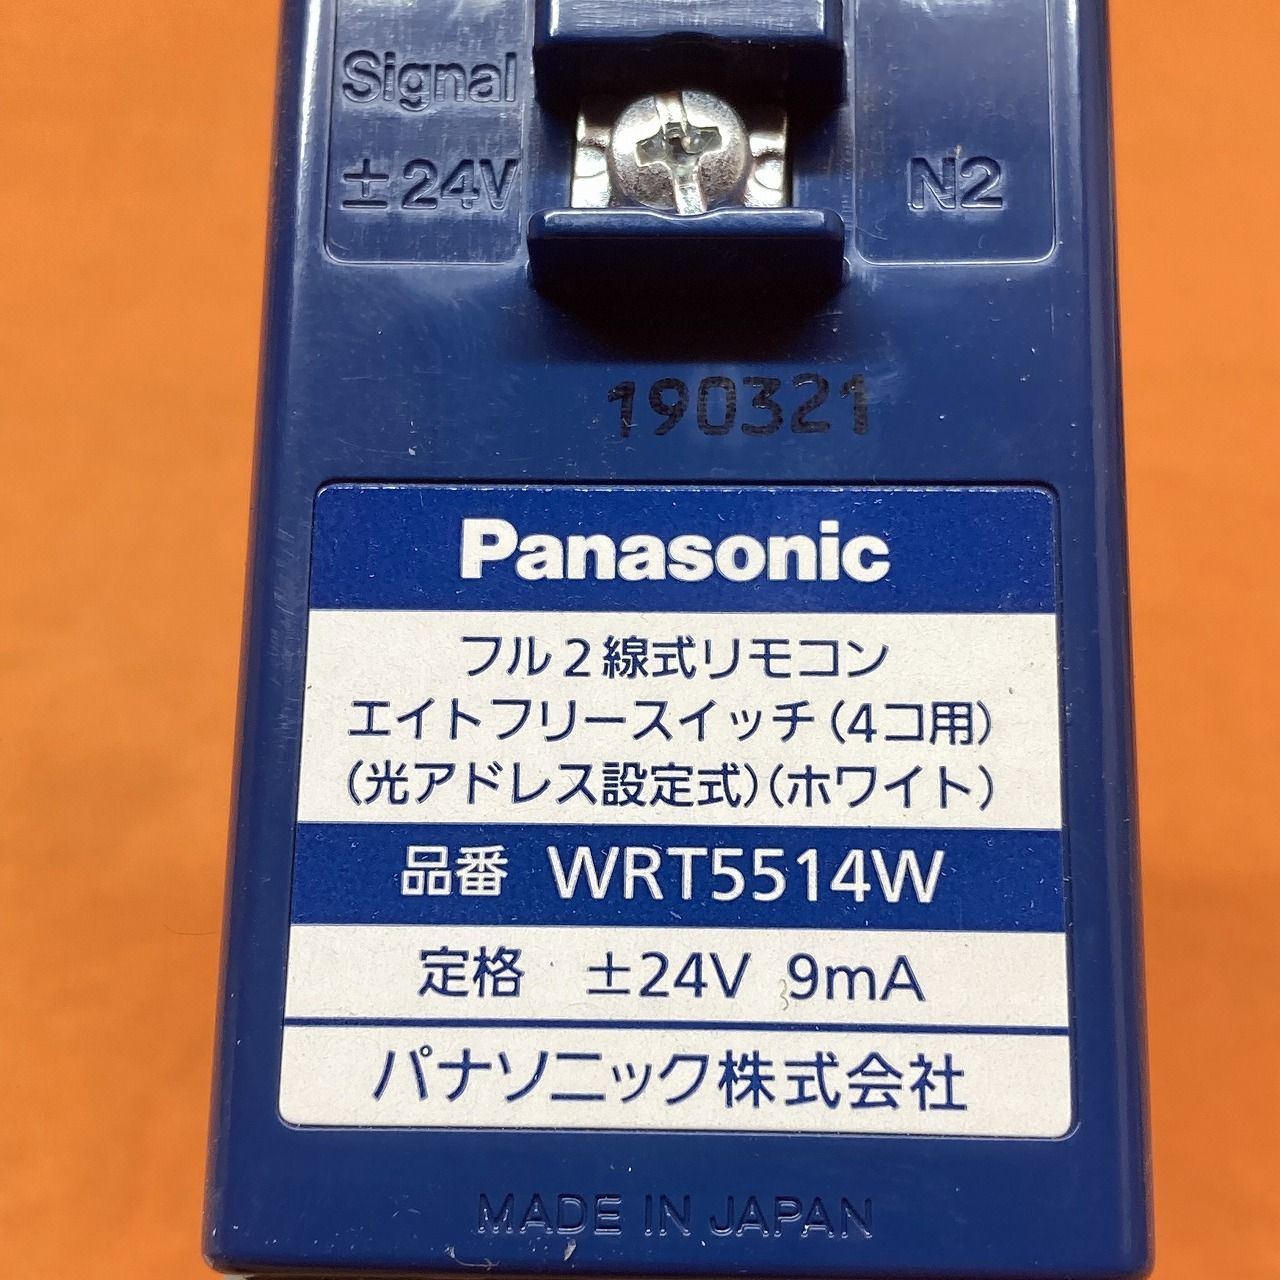 Signal
±24V
N2
190321
Panasonic
フル2線式リモコン
エイトフリースイッチ(4コ用)
(光アドレス設定式)(ホワイト)
品番 WRT5514W
定格 ±24V 9mA
パナソニック株式会社
MADE IN JAPAN